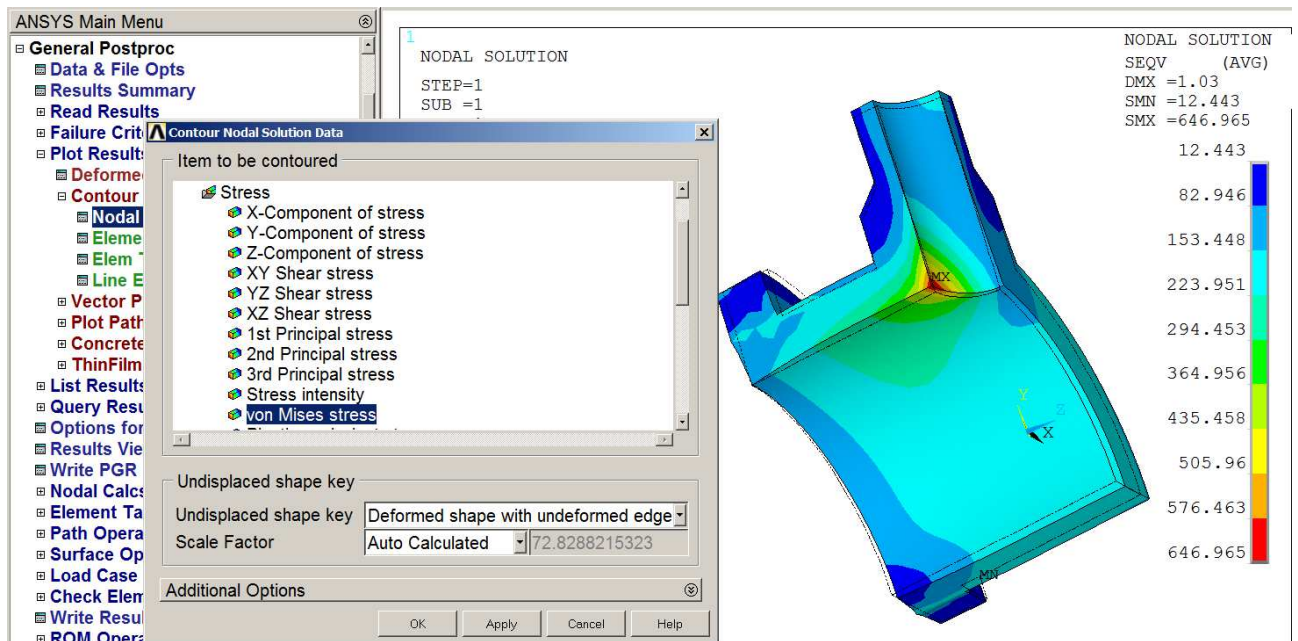 ANSYS Main Menu
General Postproc
Data & File Opts
Results Summary
Read Results
Failure Crite
Plot Results
Deformed
Contour
Nodal
Eleme
Elem T
Line E
Vector P
Plot Path
Concrete
ThinFilm
List Results
Query Resu
Options for
Results Vie
Write PGR
Nodal Calcs
Element Ta
Path Opera
Surface Op
Load Case
Check Elem
Write Resul
ROM Opera
Contour Nodal Solution Data
Item to be contoured
Stress
X-Component of stress
Y-Component of stress
Z-Component of stress
XY Shear stress
YZ Shear stress
XZ Shear stress
1st Principal stress
2nd Principal stress
3rd Principal stress
Stress intensity
von Mises stress
Undisplaced shape key
Undisplaced shape key Deformed shape with undeformed edge
Scale Factor Auto Calculated 72.8288215323
Additional Options
OK Apply Cancel Help
1
NODAL SOLUTION
STEP=1
SUB =1
MX
Y
Z
X
MN
NODAL SOLUTION
SEQV (AVG)
DMX =1.03
SMN =12.443
SMX =646.965
12.443
82.946
153.448
223.951
294.453
364.956
435.458
505.96
576.463
646.965